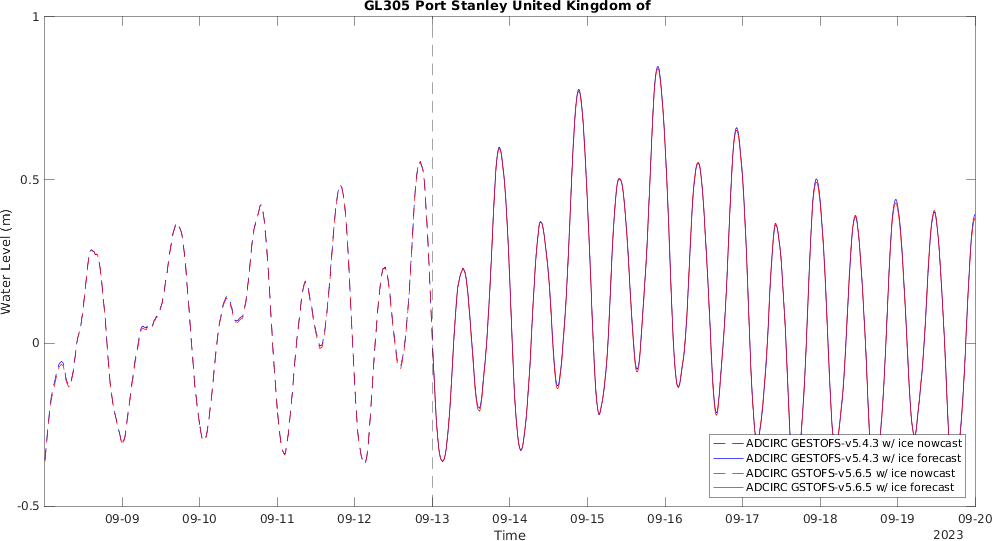 GL305 Port Stanley United Kingdom of
Water Level (m)
1
0.5
0
-0.5
ADCIRC GESTOFS-v5.4.3 w/ ice nowcast
ADCIRC GESTOFS-v5.4.3 w/ ice forecast
ADCIRC GSTOFS-v5.6.5 w/ ice nowcast
ADCIRC GSTOFS-v5.6.5 w/ ice forecast
09-09 09-10 09-11 09-12 09-13 09-14 09-15 09-16 09-17 09-18 09-19 09-20
Time
2023